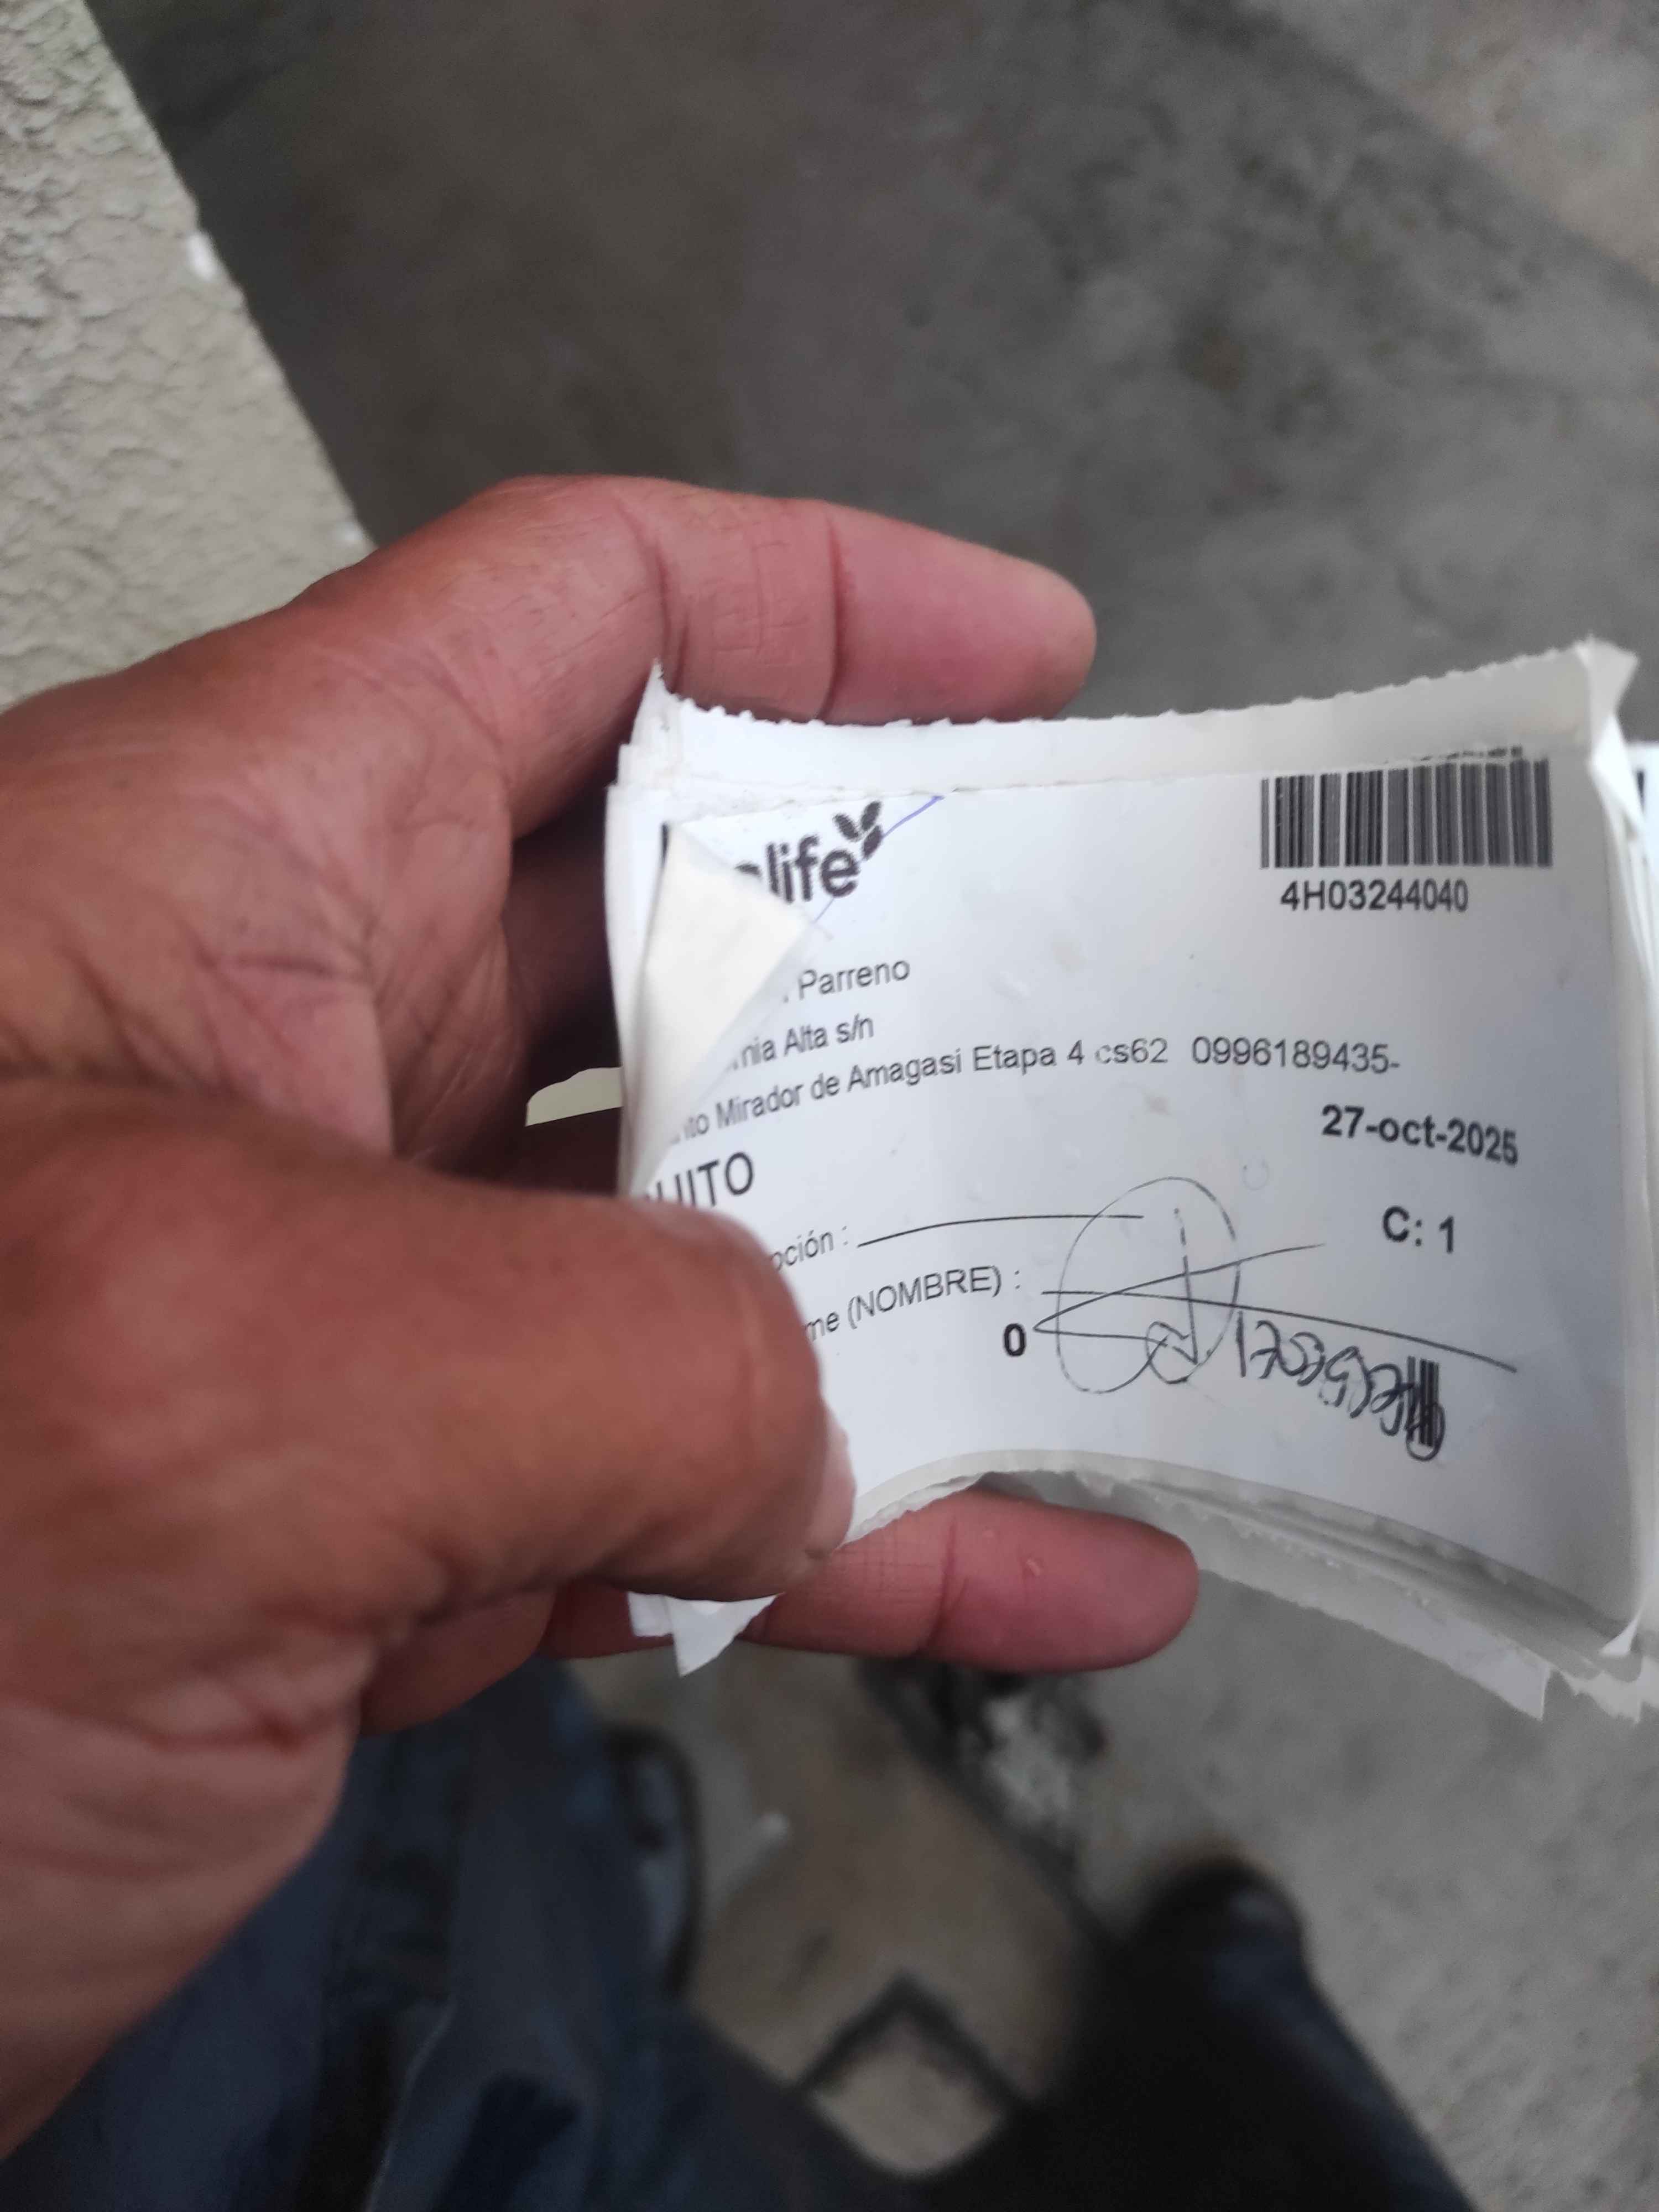 life
4H03244040
Parreno
Alta s/n
Mirador de Amagasi Etapa 4 cs62 0996189435-
27-oct-2025
C: 1
(NOMBRE) :
0